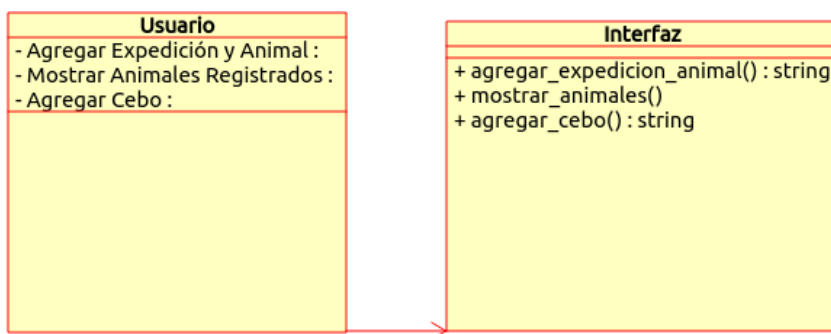 Usuario
- Agregar Expedición y Animal :
- Mostrar Animales Registrados :
- Agregar Cebo :
Interfaz
+ agregar_expedicion_animal() : string
+ mostrar_animales()
+ agregar_cebo() : string